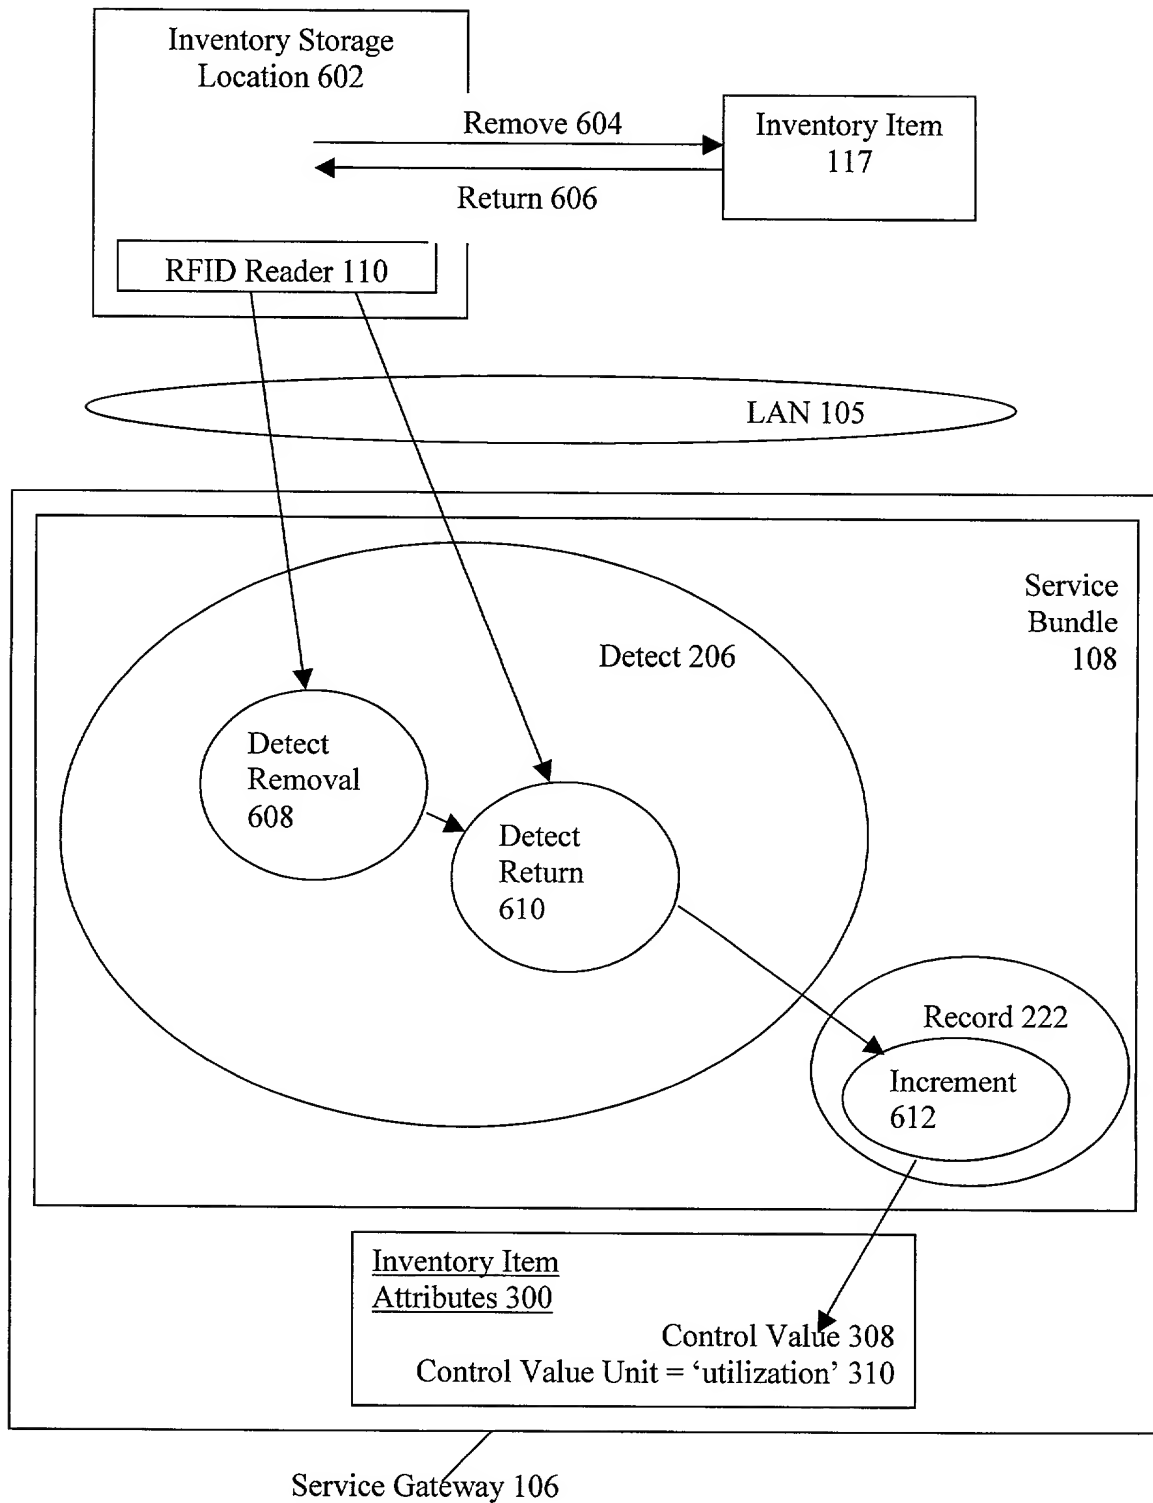 Inventory Storage
Location 602
Remove 604
Inventory Item
117
Return 606
RFID Reader 110
LAN 105
Service
Bundle
108
Detect 206
Detect
Removal
608
Detect
Return
610
Record 222
Increment
612
Inventory Item
Attributes 300
Control Value 308
Control Value Unit = ‘utilization’ 310
Service Gateway 106